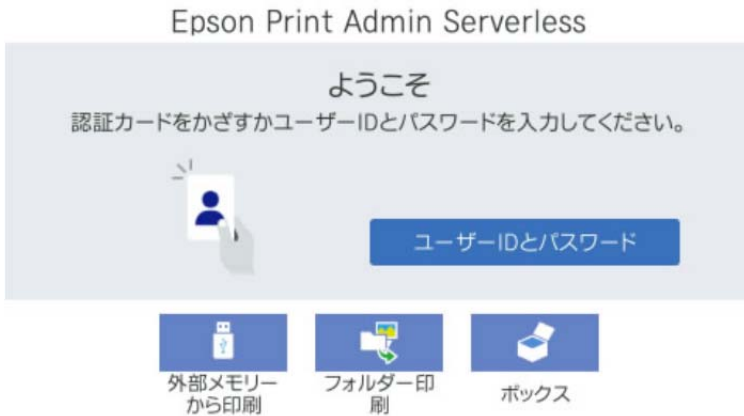 Epson Print Admin Serverless
ようこそ
認証カードをかざすかユーザーIDとパスワードを入力してください。
ユーザーIDとパスワード
外部メモリー
から印刷
フォルダー印
刷
ボックス